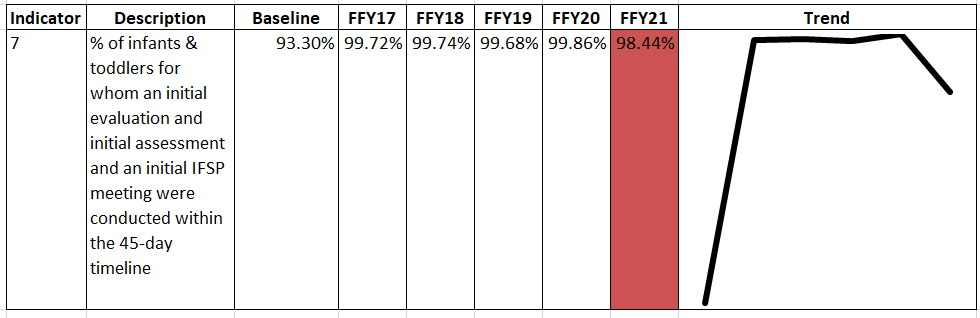 Indicator Description Baseline FFY17 FFY18 FFY19 FFY20 FFY21 Trend
7 % of infants & 93.30% 99.72% 99.74% 99.68% 99.86% 98.44%
toddlers for
whom an initial
evaluation and
initial assessment
and an initial IFSP
meeting were
conducted within
the 45-day
timeline